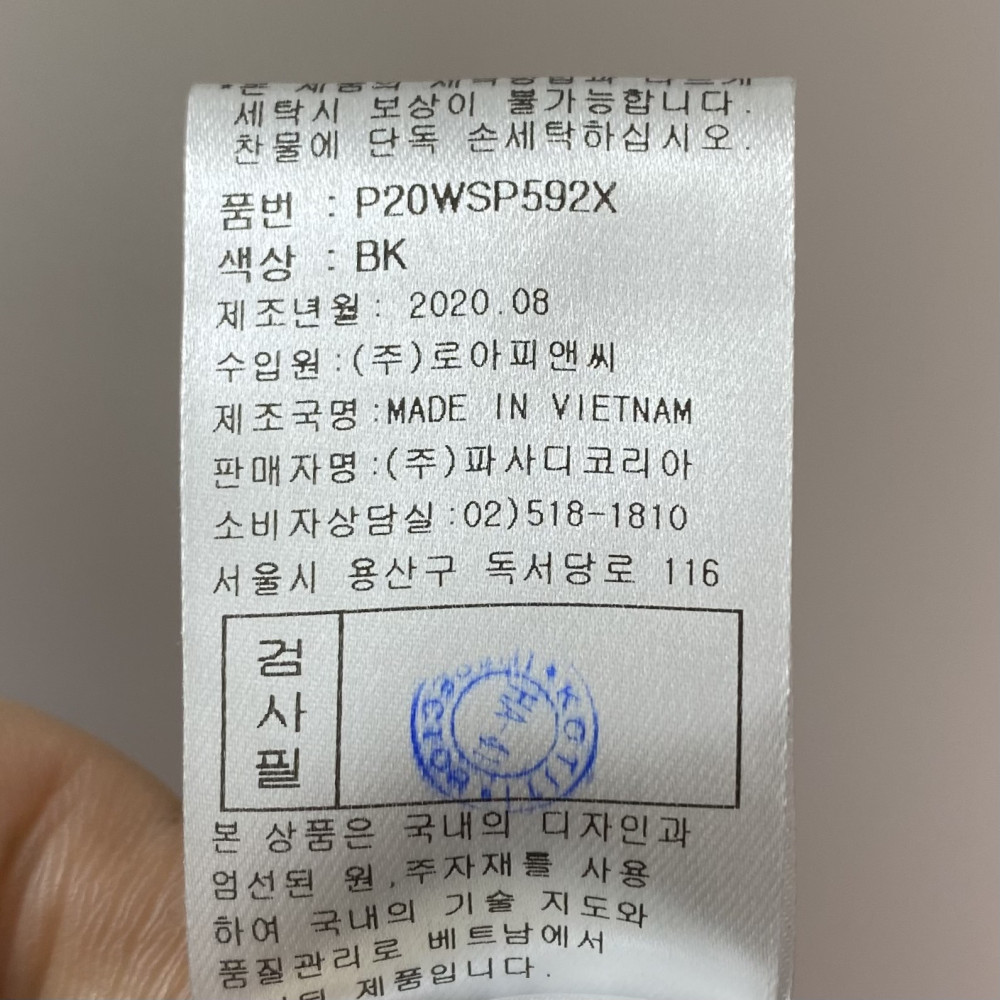 세탁시 보상이 불가능합니다.
찬물에 단독 손세탁하십시오.
품번 : P20WSP592X
색상 : BK
제조년월 : 2020.08
수입원 :(주)로아피앤씨
제조국명 :MADE IN VIETNAM
판매자명 :(주)파사디코리아
소비자상담실 :02)518-1810
서울시 용산구 독서당로 116
검
사
필
KCTITI
본 상품은 국내의 디자인과
엄선된 원,주자재를 사용
하여 국내의 기술 지도와
품질관리로 베트남에서
제품입니다.